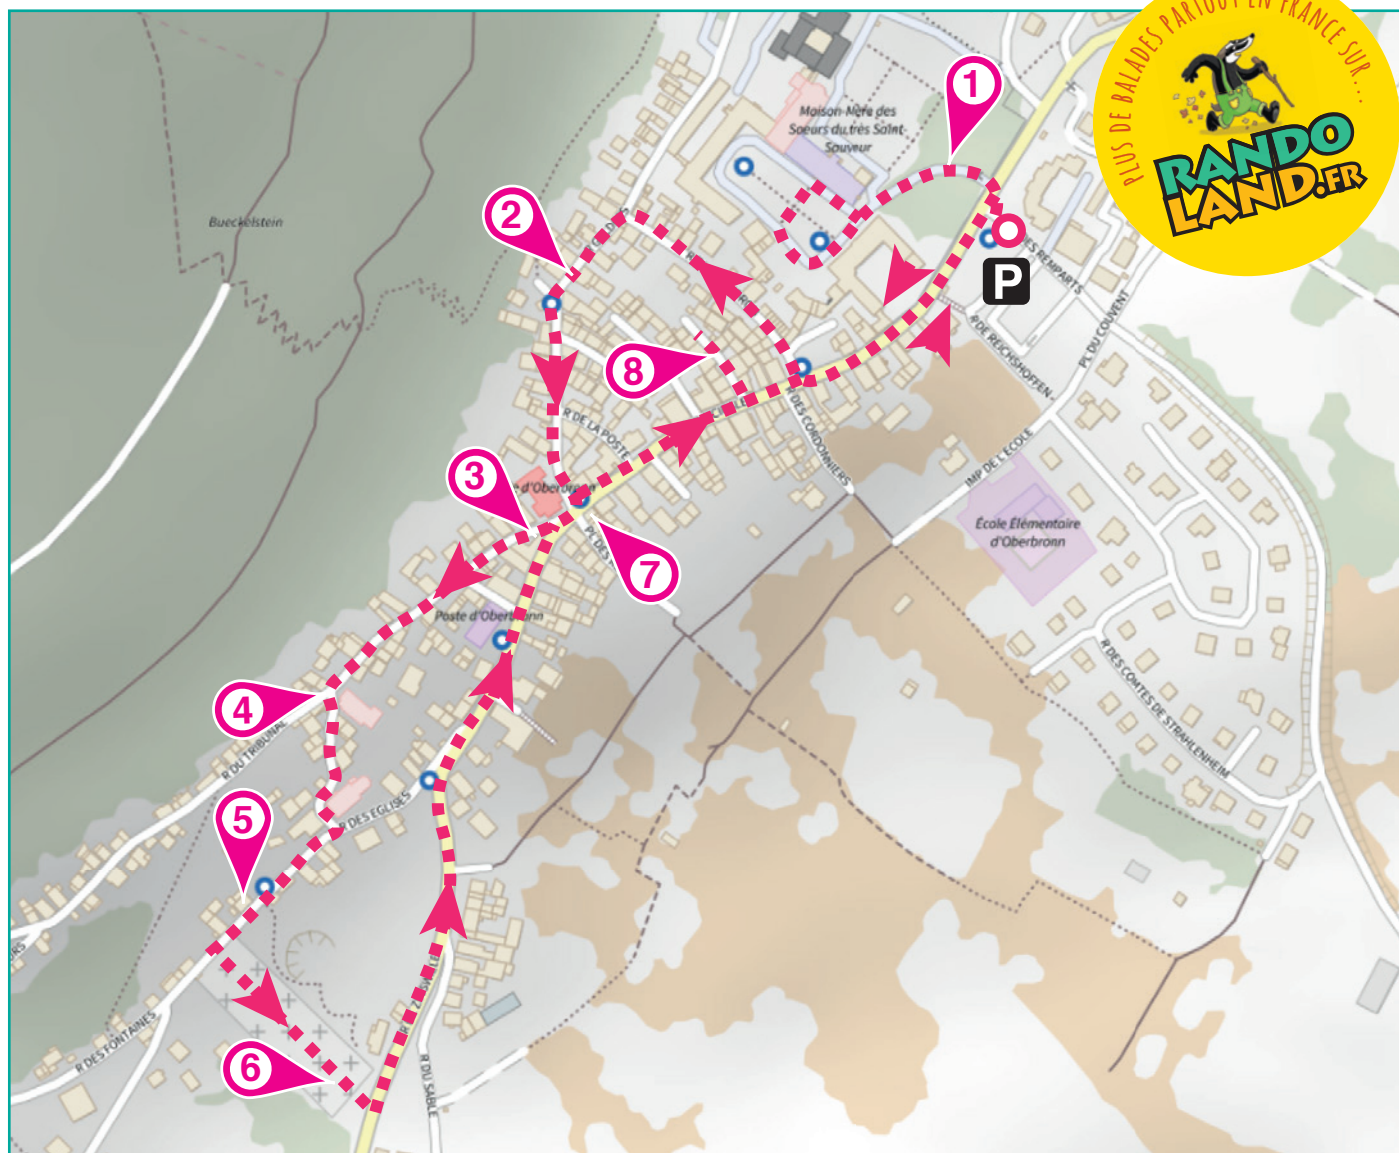 PLUS DE BALADES PARTOUT EN FRANCE SUR...
RANDO
LAND.FR
1
Maison-Mère des
Soeurs du très Saint-
Sauveur
2
Bueckelstein
P
R DE REICHSHOFFEN
PL DU COUVENT
8
R DE LA POSTE
R DES CORDONNIERS
IMP DE L'ÉCOLE
3
e d'Oberbronn
École Élémentaire
d'Oberbronn
7
Poste d'Oberbronn
4
R DU TRIBUNAL
R DES COMTES DE STRAHLENHEIM
5
R DES EGLISES
R DES FONTAINES
6
R DU SABLE